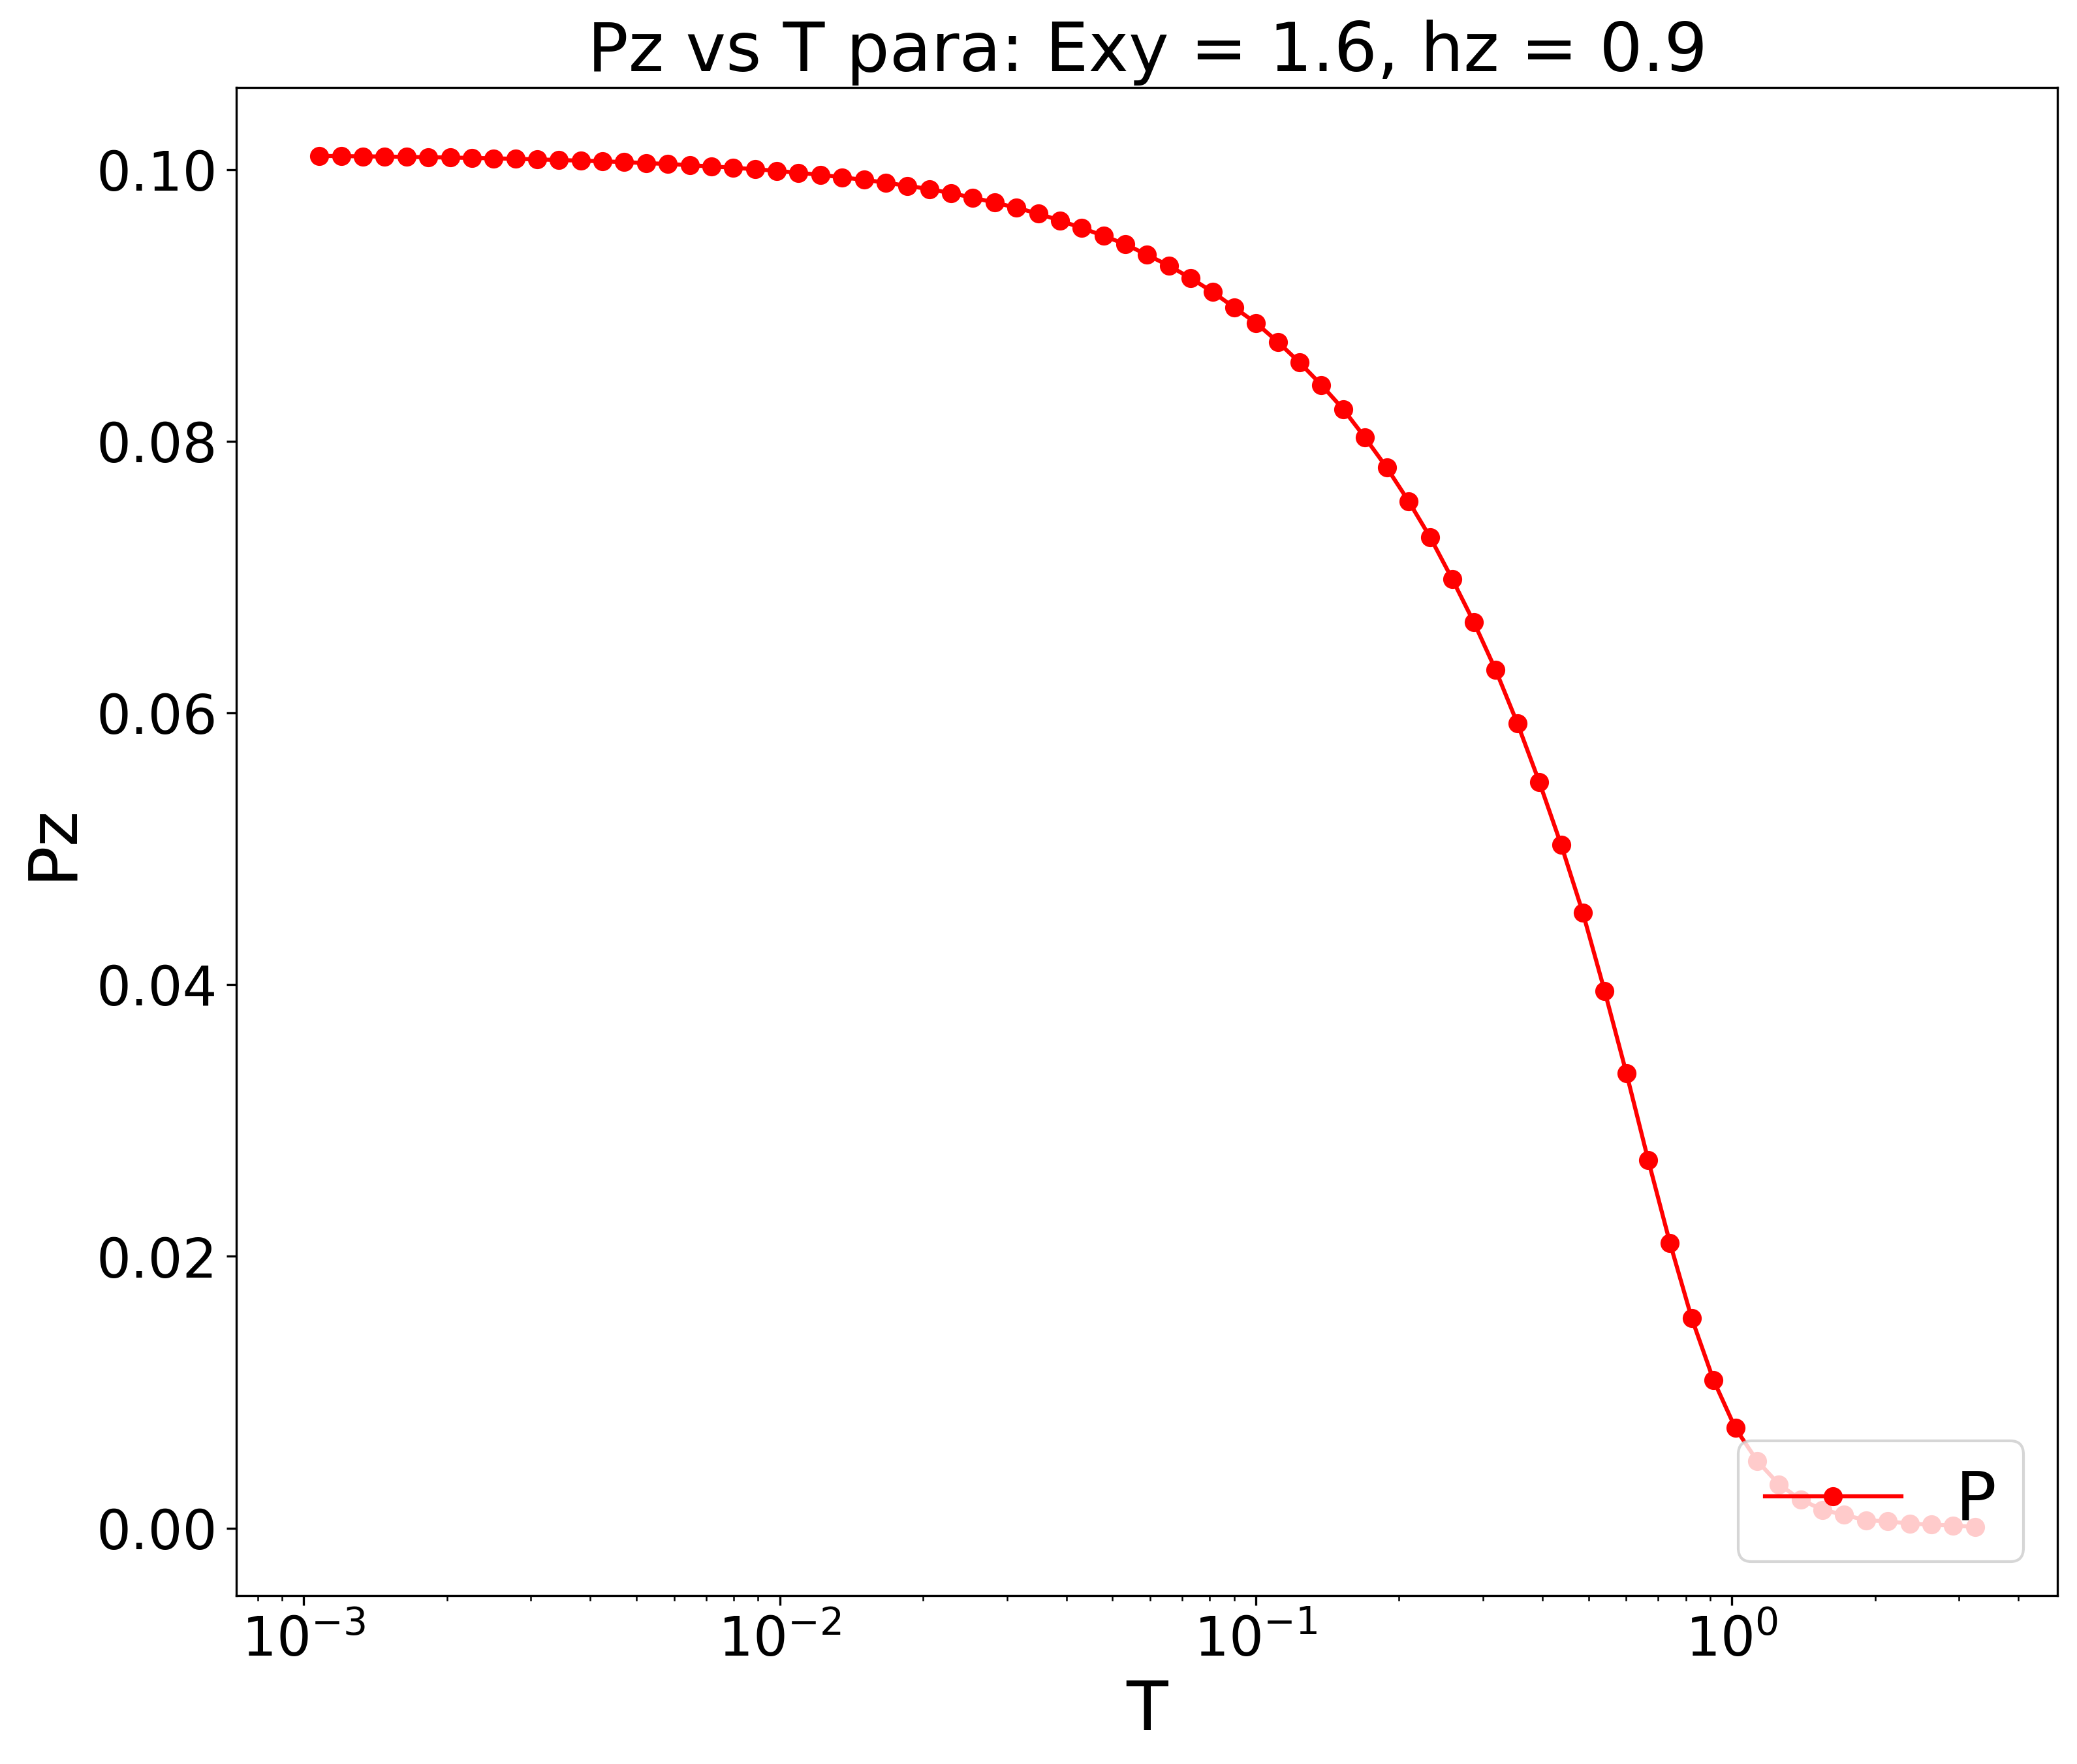 Pz vs T para: Exy = 1.6, hz = 0.9
0.10
0.08
0.06
0.04
0.02
0.00
Pz
P
10⁻³ 10⁻² 10⁻¹ 10⁰
T